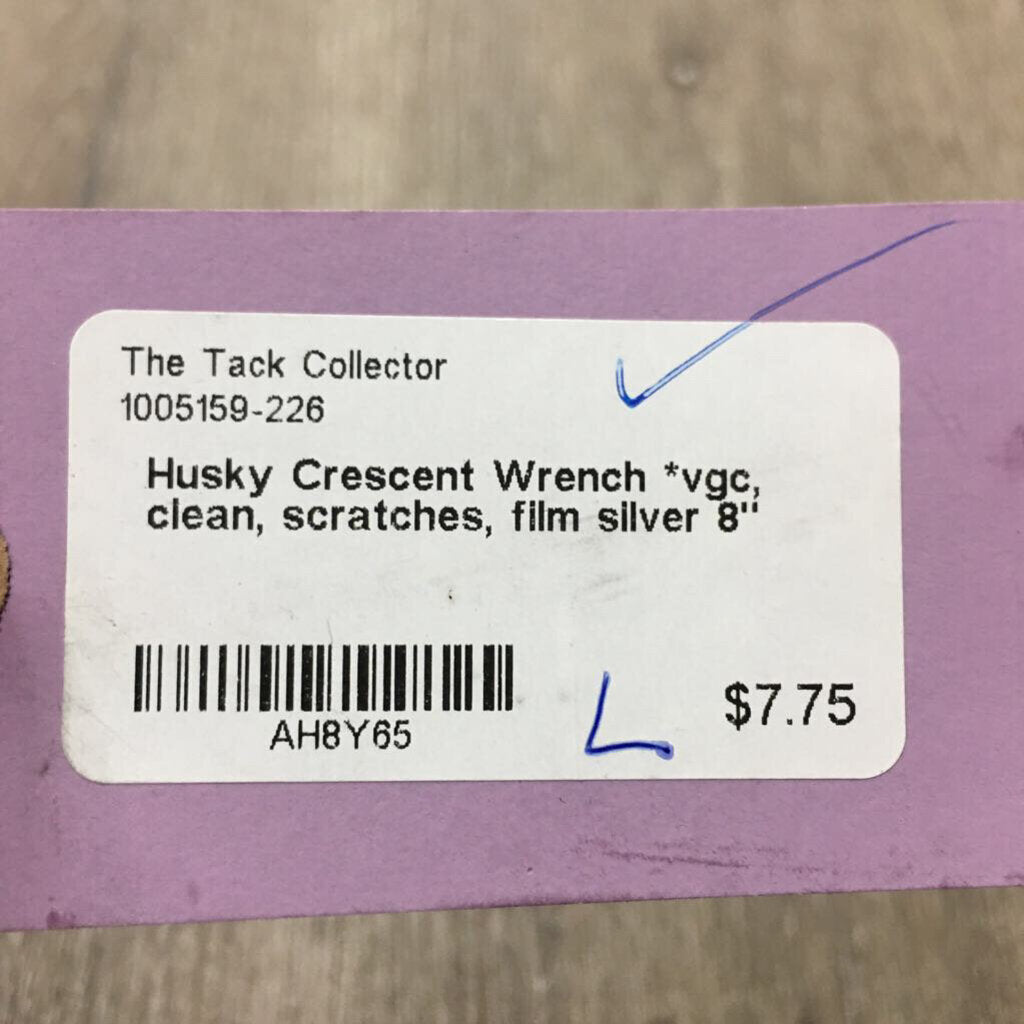 The Tack Collector
1005159-226
Husky Crescent Wrench *vgc,
clean, scratches, film silver 8"
AH8Y65
L
$7.75